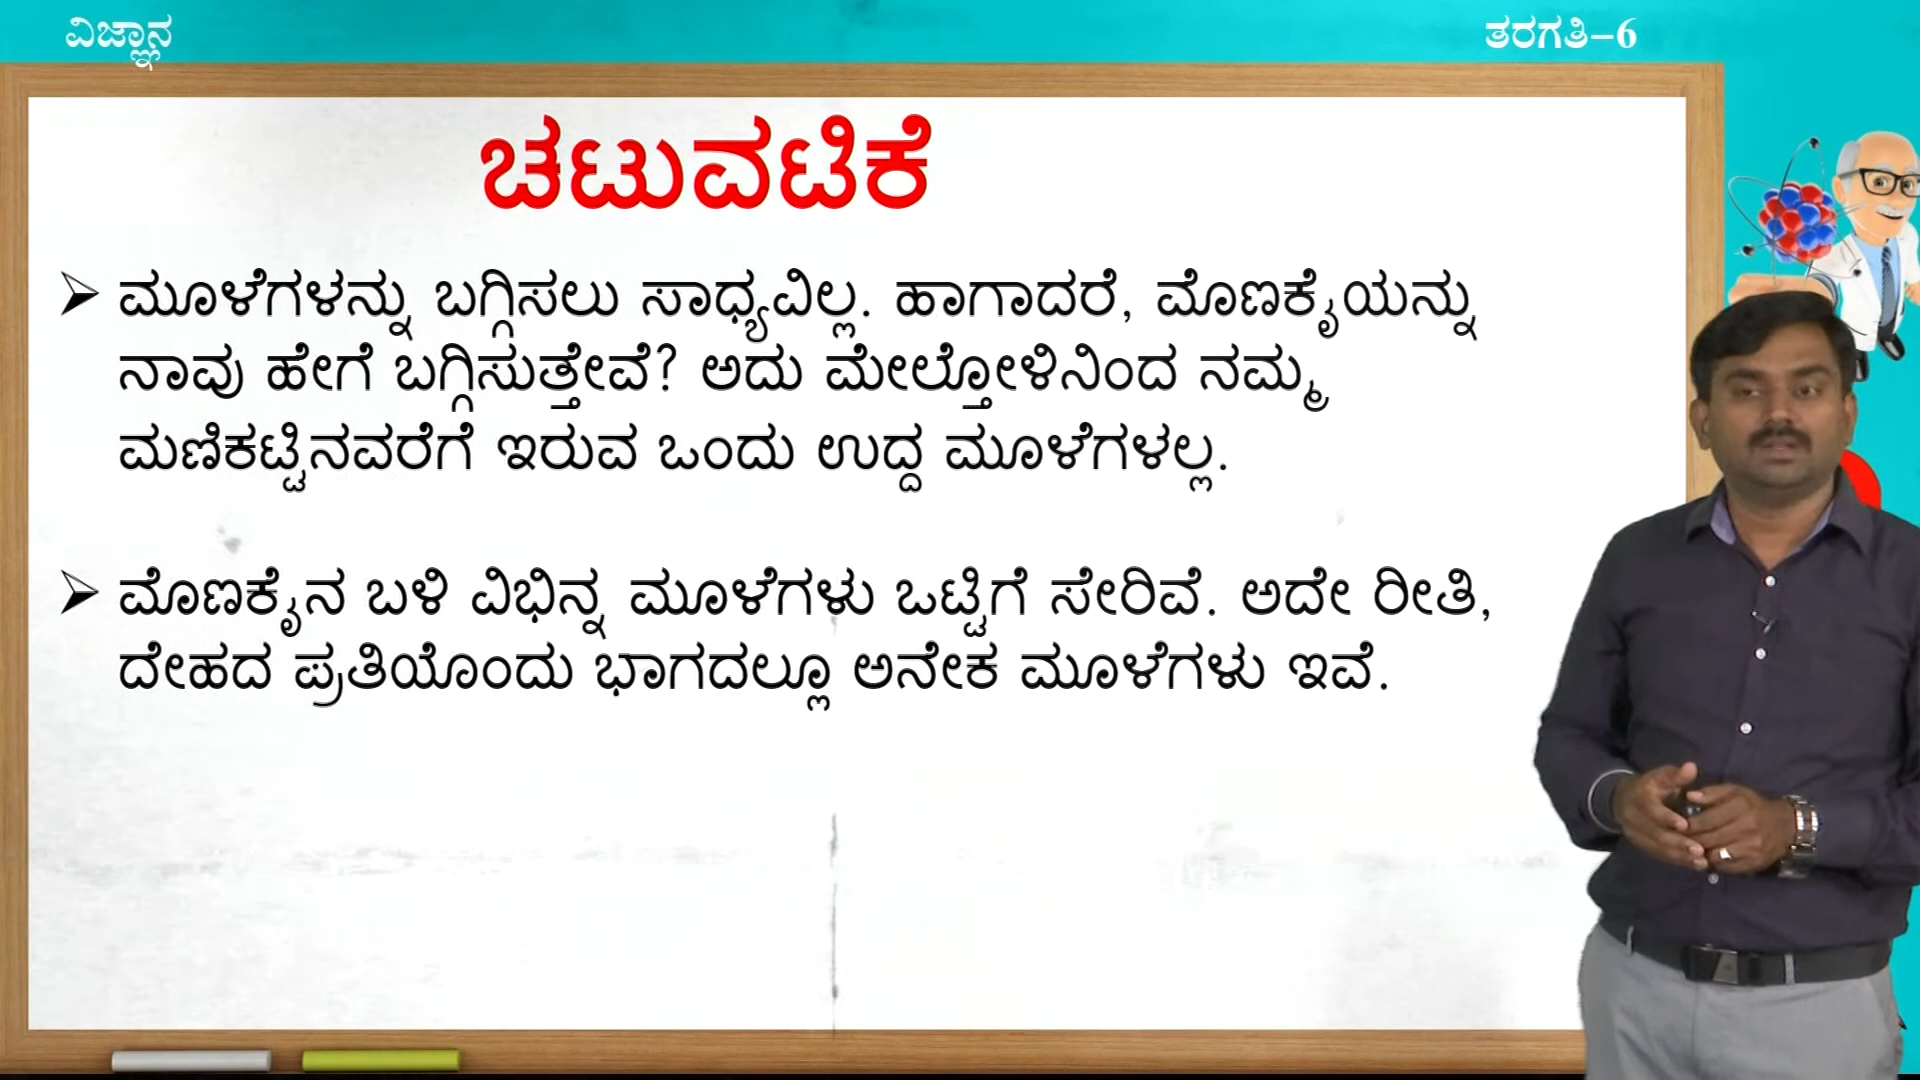 ವಿಜ್ಞಾನ
ತರಗತಿ–6
ಚಟುವಟಿಕೆ
➢ ಮೂಳೆಗಳನ್ನು ಬಗ್ಗಿಸಲು ಸಾಧ್ಯವಿಲ್ಲ. ಹಾಗಾದರೆ, ಮೊಣಕೈಯನ್ನು
ನಾವು ಹೇಗೆ ಬಗ್ಗಿಸುತ್ತೇವೆ? ಅದು ಮೇಲ್ತೋಳಿನಿಂದ ನಮ್ಮ
ಮಣಿಕಟ್ಟಿನವರೆಗೆ ಇರುವ ಒಂದು ಉದ್ದ ಮೂಳೆಗಳಲ್ಲ.
➢ ಮೊಣಕೈನ ಬಳಿ ವಿಭಿನ್ನ ಮೂಳೆಗಳು ಒಟ್ಟಿಗೆ ಸೇರಿವೆ. ಅದೇ ರೀತಿ,
ದೇಹದ ಪ್ರತಿಯೊಂದು ಭಾಗದಲ್ಲೂ ಅನೇಕ ಮೂಳೆಗಳು ಇವೆ.